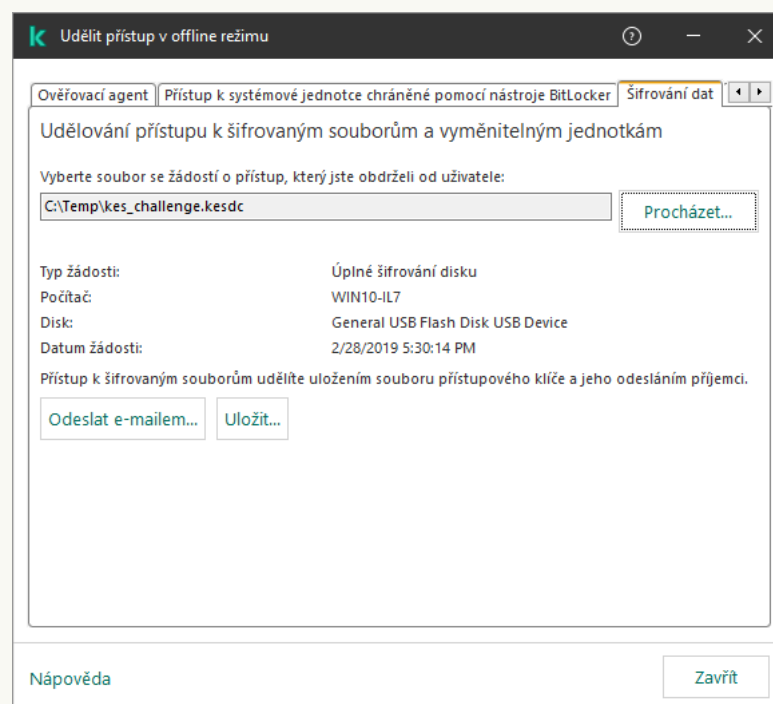 Udělit přístup v offline režimu
Ověřovací agent Přístup k systémové jednotce chráněné pomocí nástroje BitLocker Šifrování dat
Udělování přístupu k šifrovaným souborům a vyměnitelným jednotkám
Vyberte soubor se žádostí o přístup, který jste obdrželi od uživatele:
C:\Temp\kes_challenge.kesdc Procházet...
Typ žádosti: Úplné šifrování disku
Počítač: WIN10-IL7
Disk: General USB Flash Disk USB Device
Datum žádosti: 2/28/2019 5:30:14 PM
Přístup k šifrovaným souborům udělíte uložením souboru přístupového klíče a jeho odesláním příjemci.
Odeslat e-mailem... Uložit...
Nápověda Zavřít